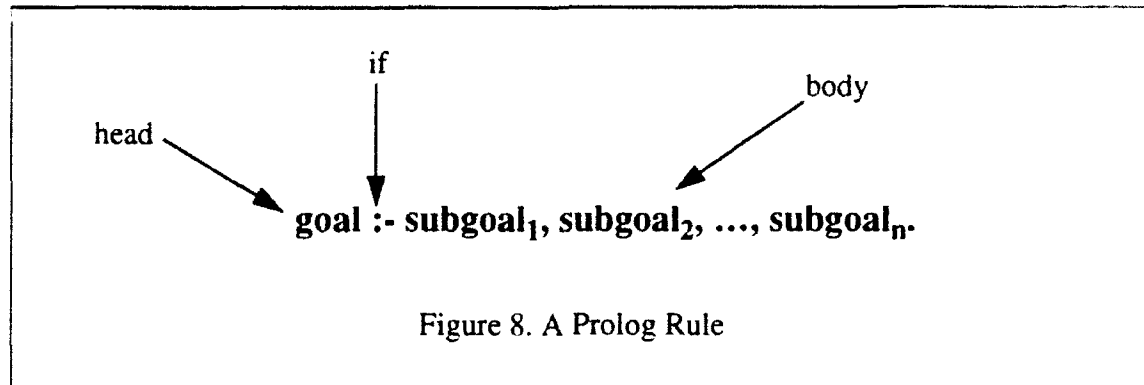 if
body
head
goal :- subgoal₁, subgoal₂, ..., subgoalₙ.
Figure 8. A Prolog Rule